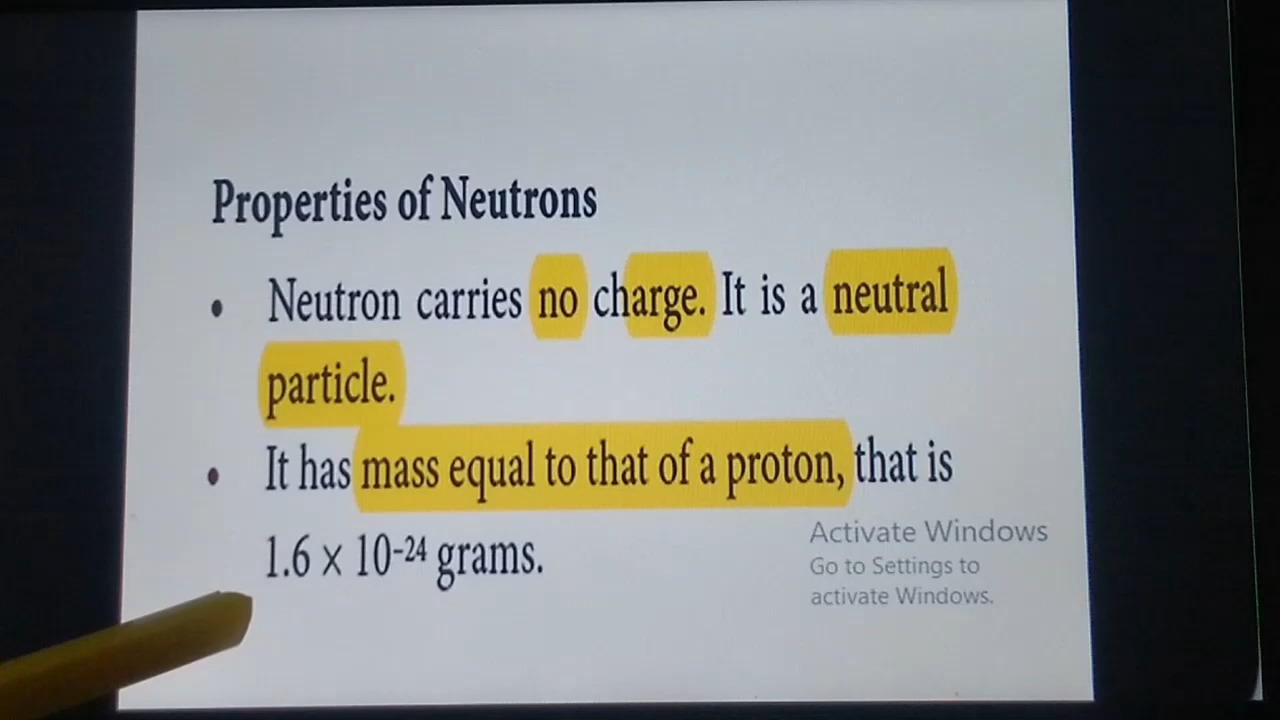 Properties of Neutrons
• Neutron carries no charge. It is a neutral
particle.
• It has mass equal to that of a proton, that is
1.6 × 10⁻²⁴ grams.
Activate Windows
Go to Settings to
activate Windows.